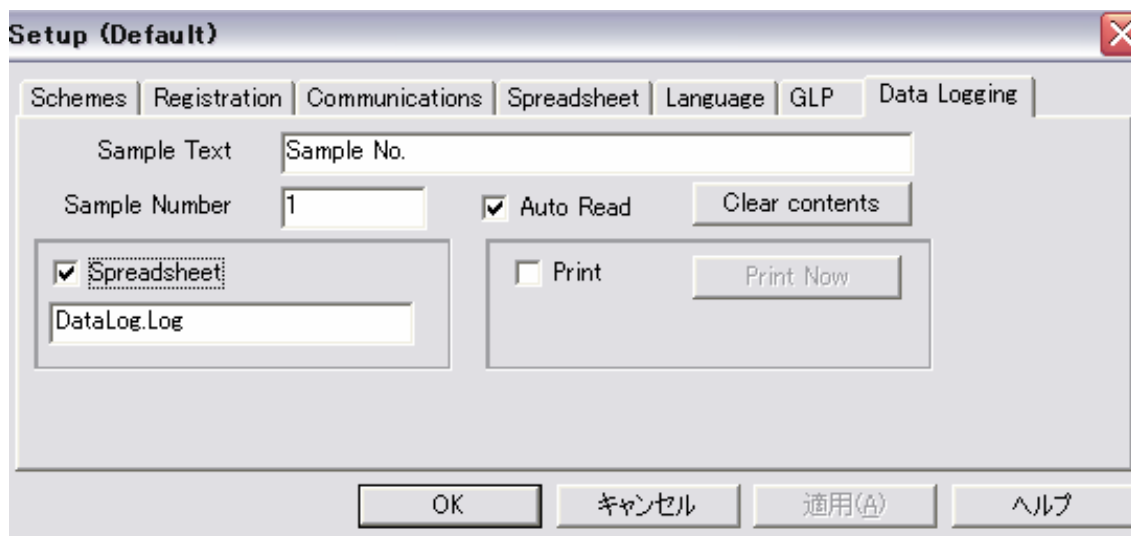 Setup (Default)
Schemes Registration Communications Spreadsheet Language GLP Data Logging
Sample Text Sample No.
Sample Number 1 Auto Read Clear contents
Spreadsheet Print Print Now
DataLog.Log
OK キャンセル 適用(A) ヘルプ